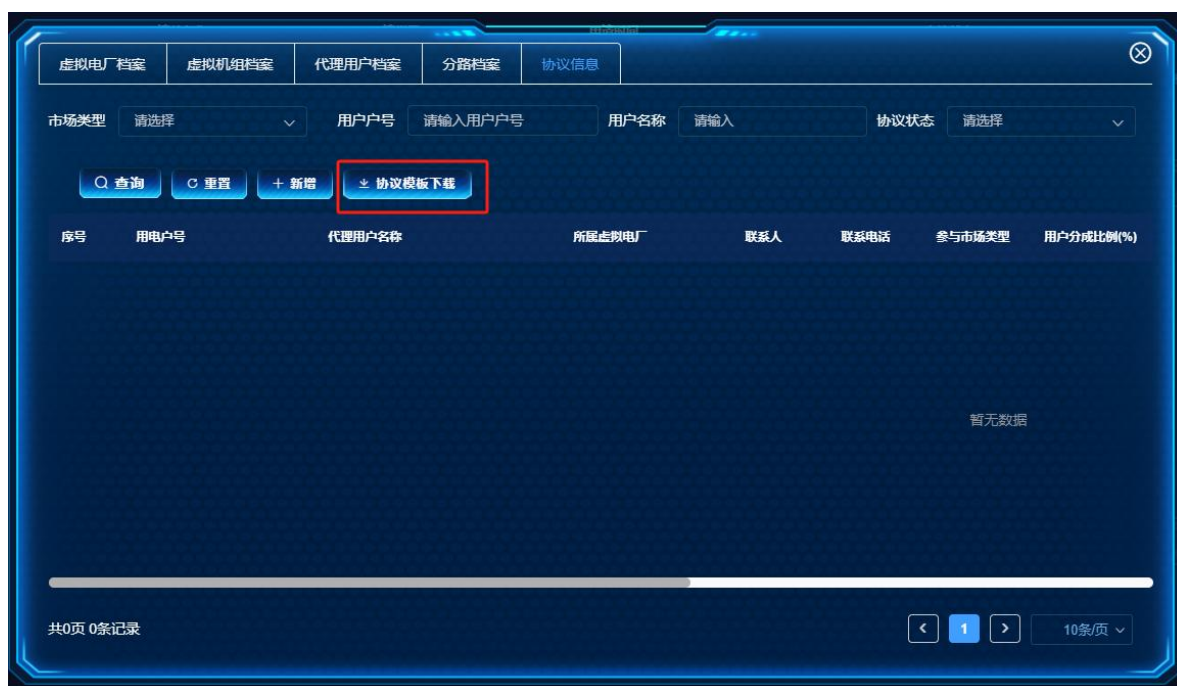 虚拟电厂档案 虚拟机组档案 代理用户档案 分路档案 协议信息
市场类型 请选择 用户户号 请输入用户户号 用户名称 请输入 协议状态 请选择
查询 重置 + 新增 协议模板下载
序号 用电户号 代理用户名称 所属虚拟电厂 联系人 联系电话 参与市场类型 用户分成比例(%)
暂无数据
共0页 0条记录 < 1 > 10条/页